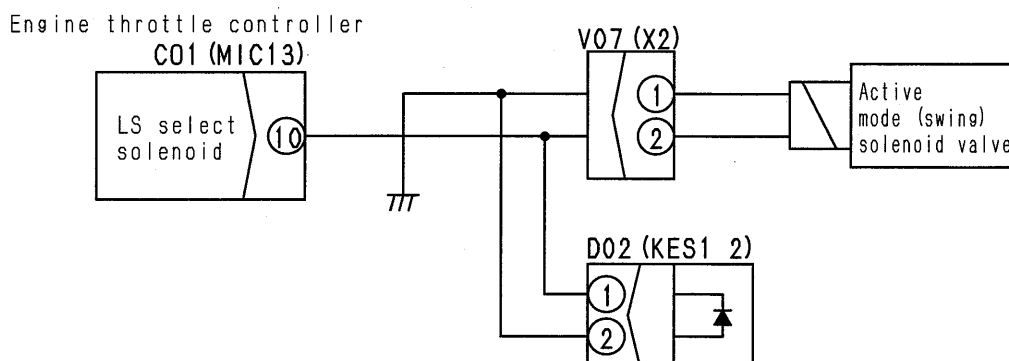 Engine throttle controller
C01 (MIC13)
LS select
solenoid
10
V07 (X2)
1
2
Active
mode (swing)
solenoid valve
D02 (KES1 2)
1
2